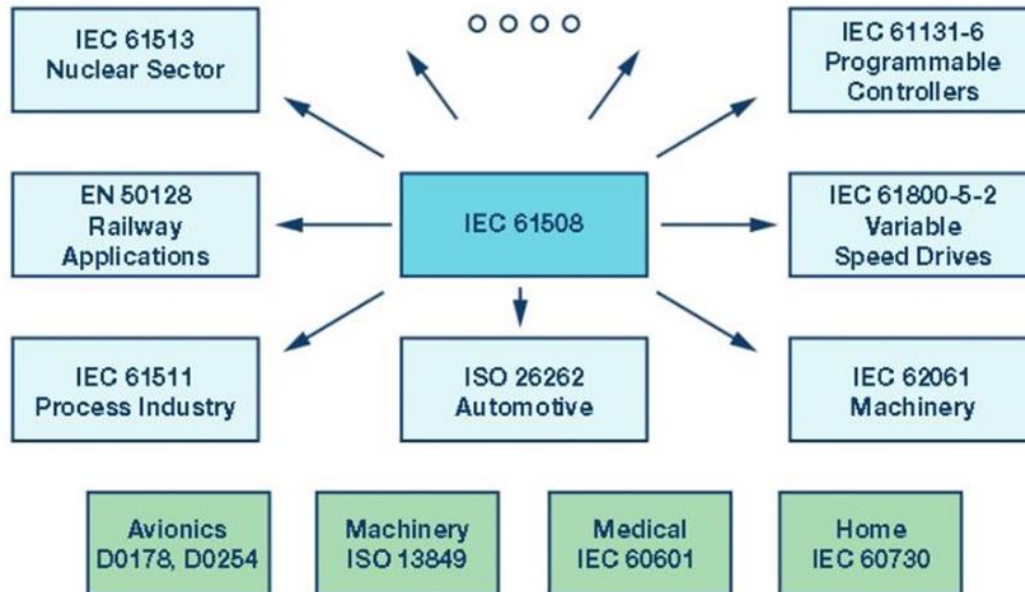 IEC 61513
Nuclear Sector
IEC 61131-6
Programmable
Controllers
EN 50128
Railway
Applications
IEC 61508
IEC 61800-5-2
Variable
Speed Drives
IEC 61511
Process Industry
ISO 26262
Automotive
IEC 62061
Machinery
Avionics
D0178, D0254
Machinery
ISO 13849
Medical
IEC 60601
Home
IEC 60730